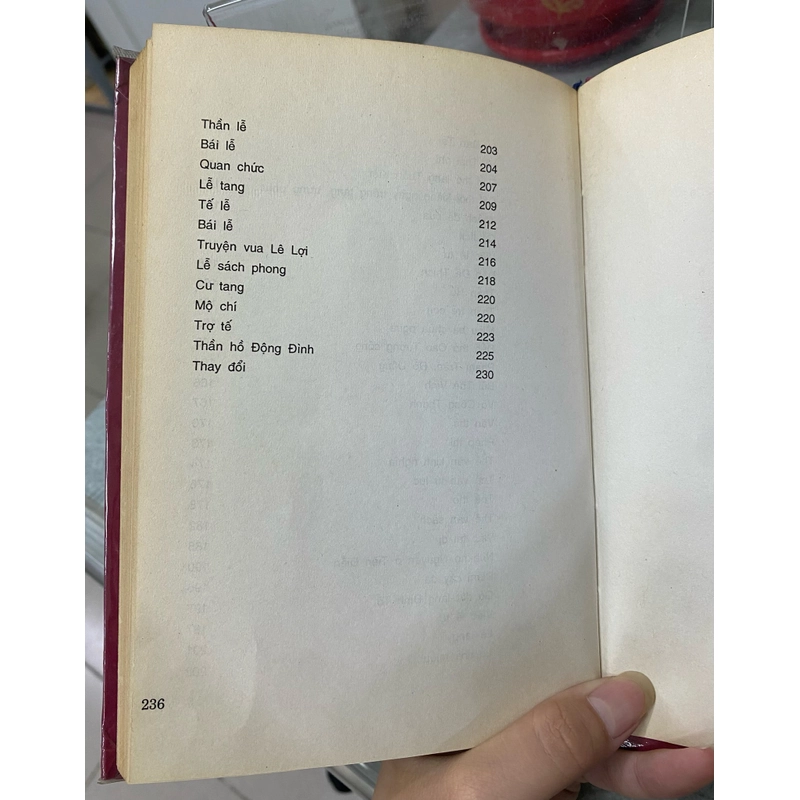 Thần lễ 203
Bái lễ 204
Quan chức 207
Lễ tang 209
Tế lễ 212
Bái lễ 214
Truyện vua Lê Lợi 216
Lễ sách phong 218
Cư tang 220
Mộ chí 220
Trợ tế 223
Thần hồ Động Đình 225
Thay đổi 230
236